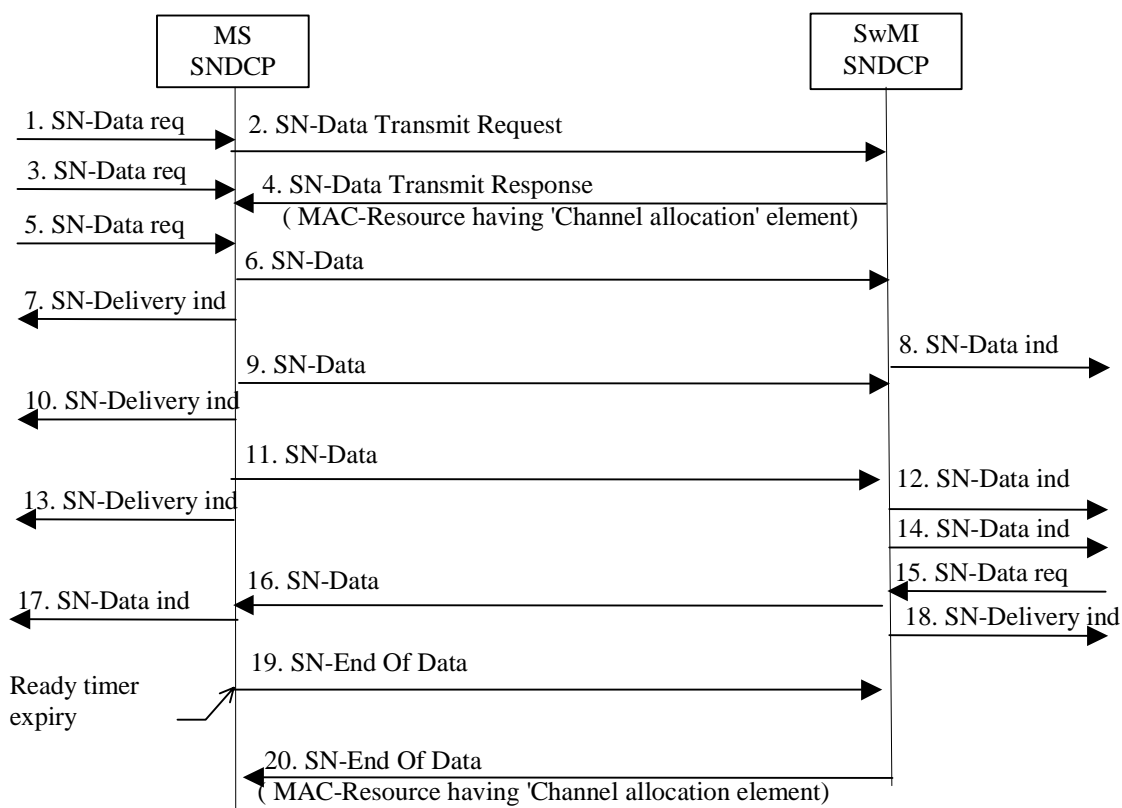 MS
SNDCP
SwMI
SNDCP
1. SN-Data req
2. SN-Data Transmit Request
3. SN-Data req
4. SN-Data Transmit Response
( MAC-Resource having 'Channel allocation' element)
5. SN-Data req
6. SN-Data
7. SN-Delivery ind
8. SN-Data ind
9. SN-Data
10. SN-Delivery ind
11. SN-Data
12. SN-Data ind
13. SN-Delivery ind
14. SN-Data ind
15. SN-Data req
16. SN-Data
17. SN-Data ind
18. SN-Delivery ind
19. SN-End Of Data
Ready timer
expiry
20. SN-End Of Data
( MAC-Resource having 'Channel allocation element)